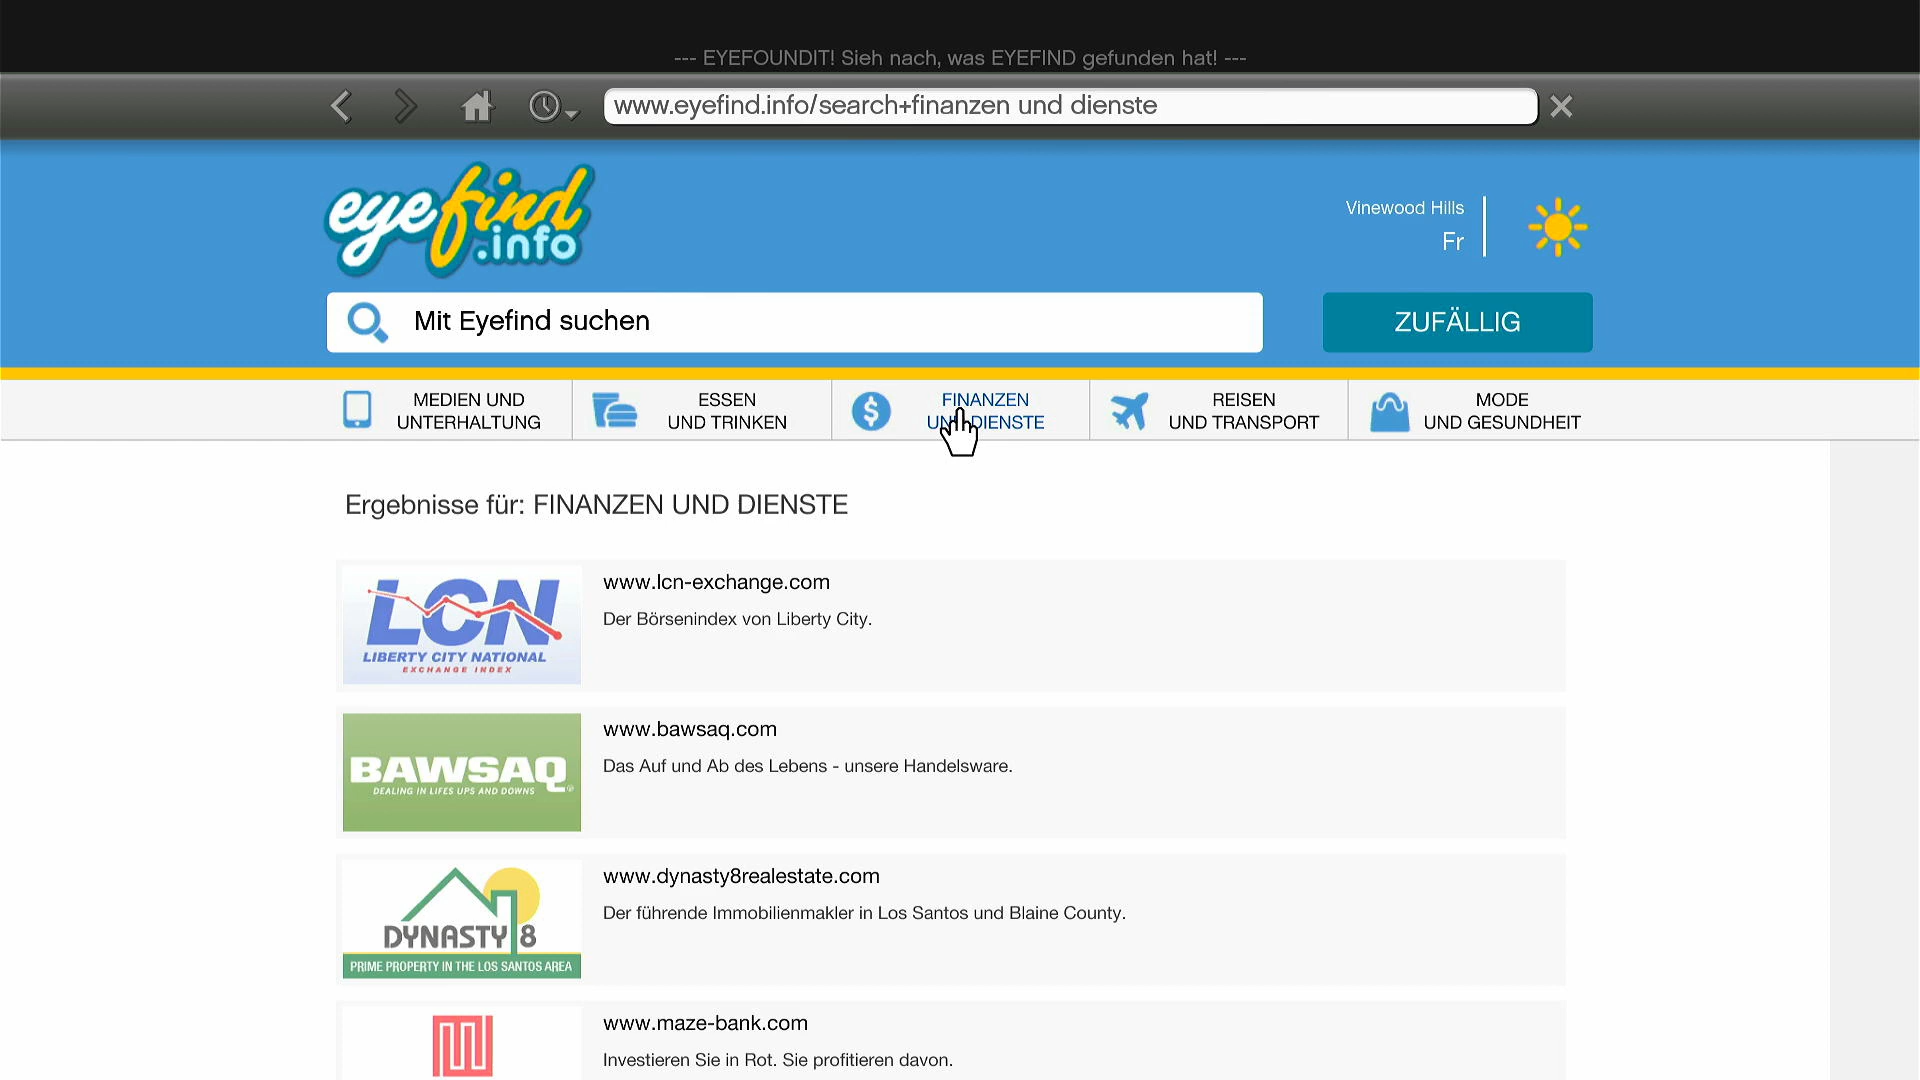 --- EYEFOUNDIT! Sieh nach, was EYEFIND gefunden hat! ---
www.eyefind.info/search+finanzen und dienste
eyefind
.info
Vinewood Hills
Fr
Mit Eyefind suchen
ZUFÄLLIG
MEDIEN UND
UNTERHALTUNG
ESSEN
UND TRINKEN
FINANZEN
UND DIENSTE
REISEN
UND TRANSPORT
MODE
UND GESUNDHEIT
Ergebnisse für: FINANZEN UND DIENSTE
LCN
LIBERTY CITY NATIONAL
EXCHANGE INDEX
www.lcn-exchange.com
Der Börsenindex von Liberty City.
BAWSAQ
DEALING IN LIFES UPS AND DOWNS
www.bawsaq.com
Das Auf und Ab des Lebens - unsere Handelsware.
DYNASTY 8
PRIME PROPERTY IN THE LOS SANTOS AREA
www.dynasty8realestate.com
Der führende Immobilienmakler in Los Santos und Blaine County.
www.maze-bank.com
Investieren Sie in Rot. Sie profitieren davon.